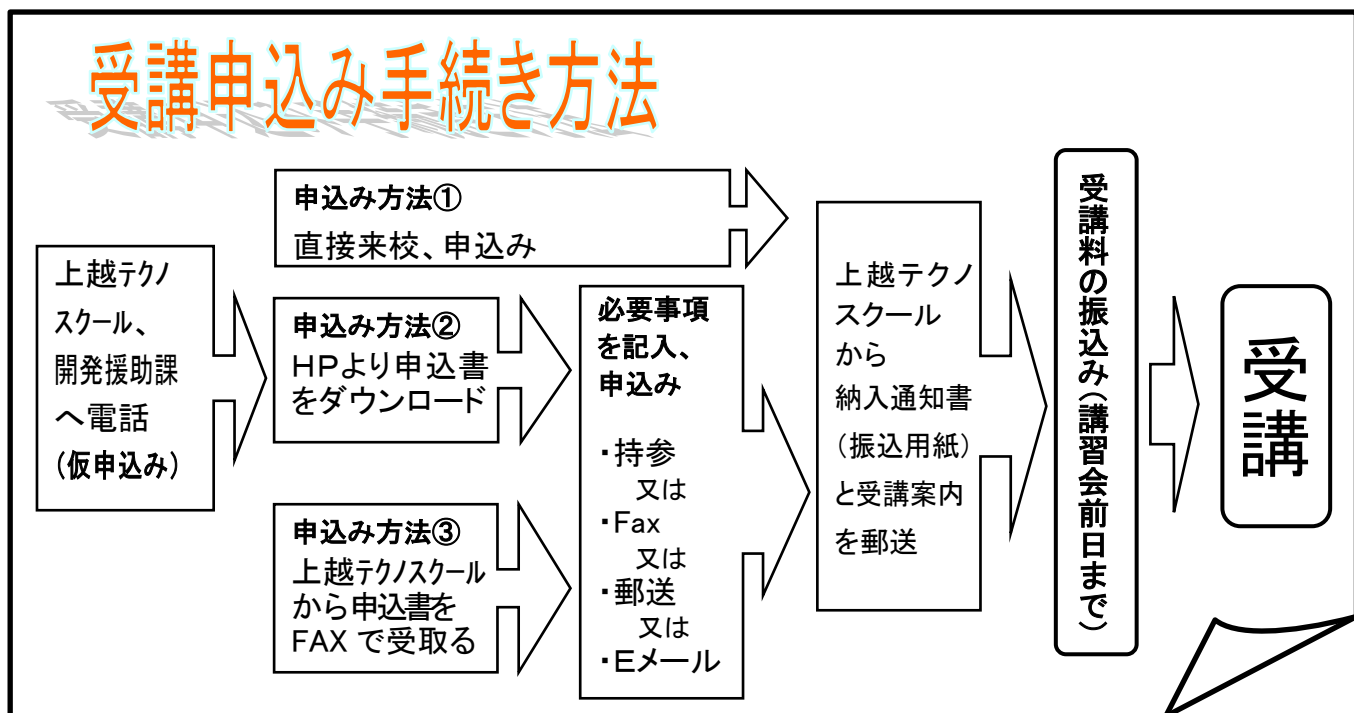 受講申込み手続き方法
上越テクノ
スクール、
開発援助課
へ電話
(仮申込み)
申込み方法①
直接来校、申込み
申込み方法②
HPより申込書
をダウンロード
申込み方法③
上越テクノスクール
から申込書を
FAXで受取る
必要事項
を記入、
申込み
・持参
又は
・Fax
又は
・郵送
又は
・Eメール
上越テクノ
スクール
から
納入通知書
(振込用紙)
と受講案内
を郵送
受講料の振込み(講習会前日まで)
受講